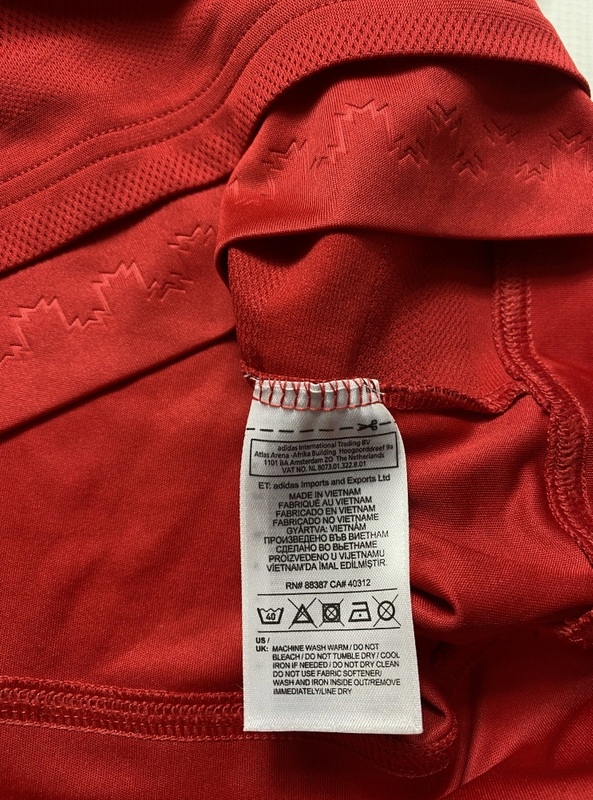 adidas International Trading BV
Atlas Arena -Afrika Building Hoogoorddreef 9a
1101 BA Amsterdam ZO The Netherlands
VAT NO. NL 8073.01.322.B.01
ET: adidas Imports and Exports Ltd
MADE IN VIETNAM
FABRIQUÉ AU VIETNAM
FABRICADO EN VIETNAM
FABRICADO NO VIETNAME
GYÁRTVA: VIETNÁM
ПРОИЗВЕДЕНО ВЪВ ВИЕТНАМ
СДЕЛАНО ВО ВЬЕТНАМЕ
PROIZVEDENO U VIJETNAMU
VİETNAM'DA İMAL EDİLMİŞTİR.
RN# 88387 CA# 40312
40
US /
UK: MACHINE WASH WARM / DO NOT
BLEACH / DO NOT TUMBLE DRY / COOL
IRON IF NEEDED / DO NOT DRY CLEAN
DO NOT USE FABRIC SOFTENER/
WASH AND IRON INSIDE OUT/REMOVE
IMMEDIATELY/LINE DRY